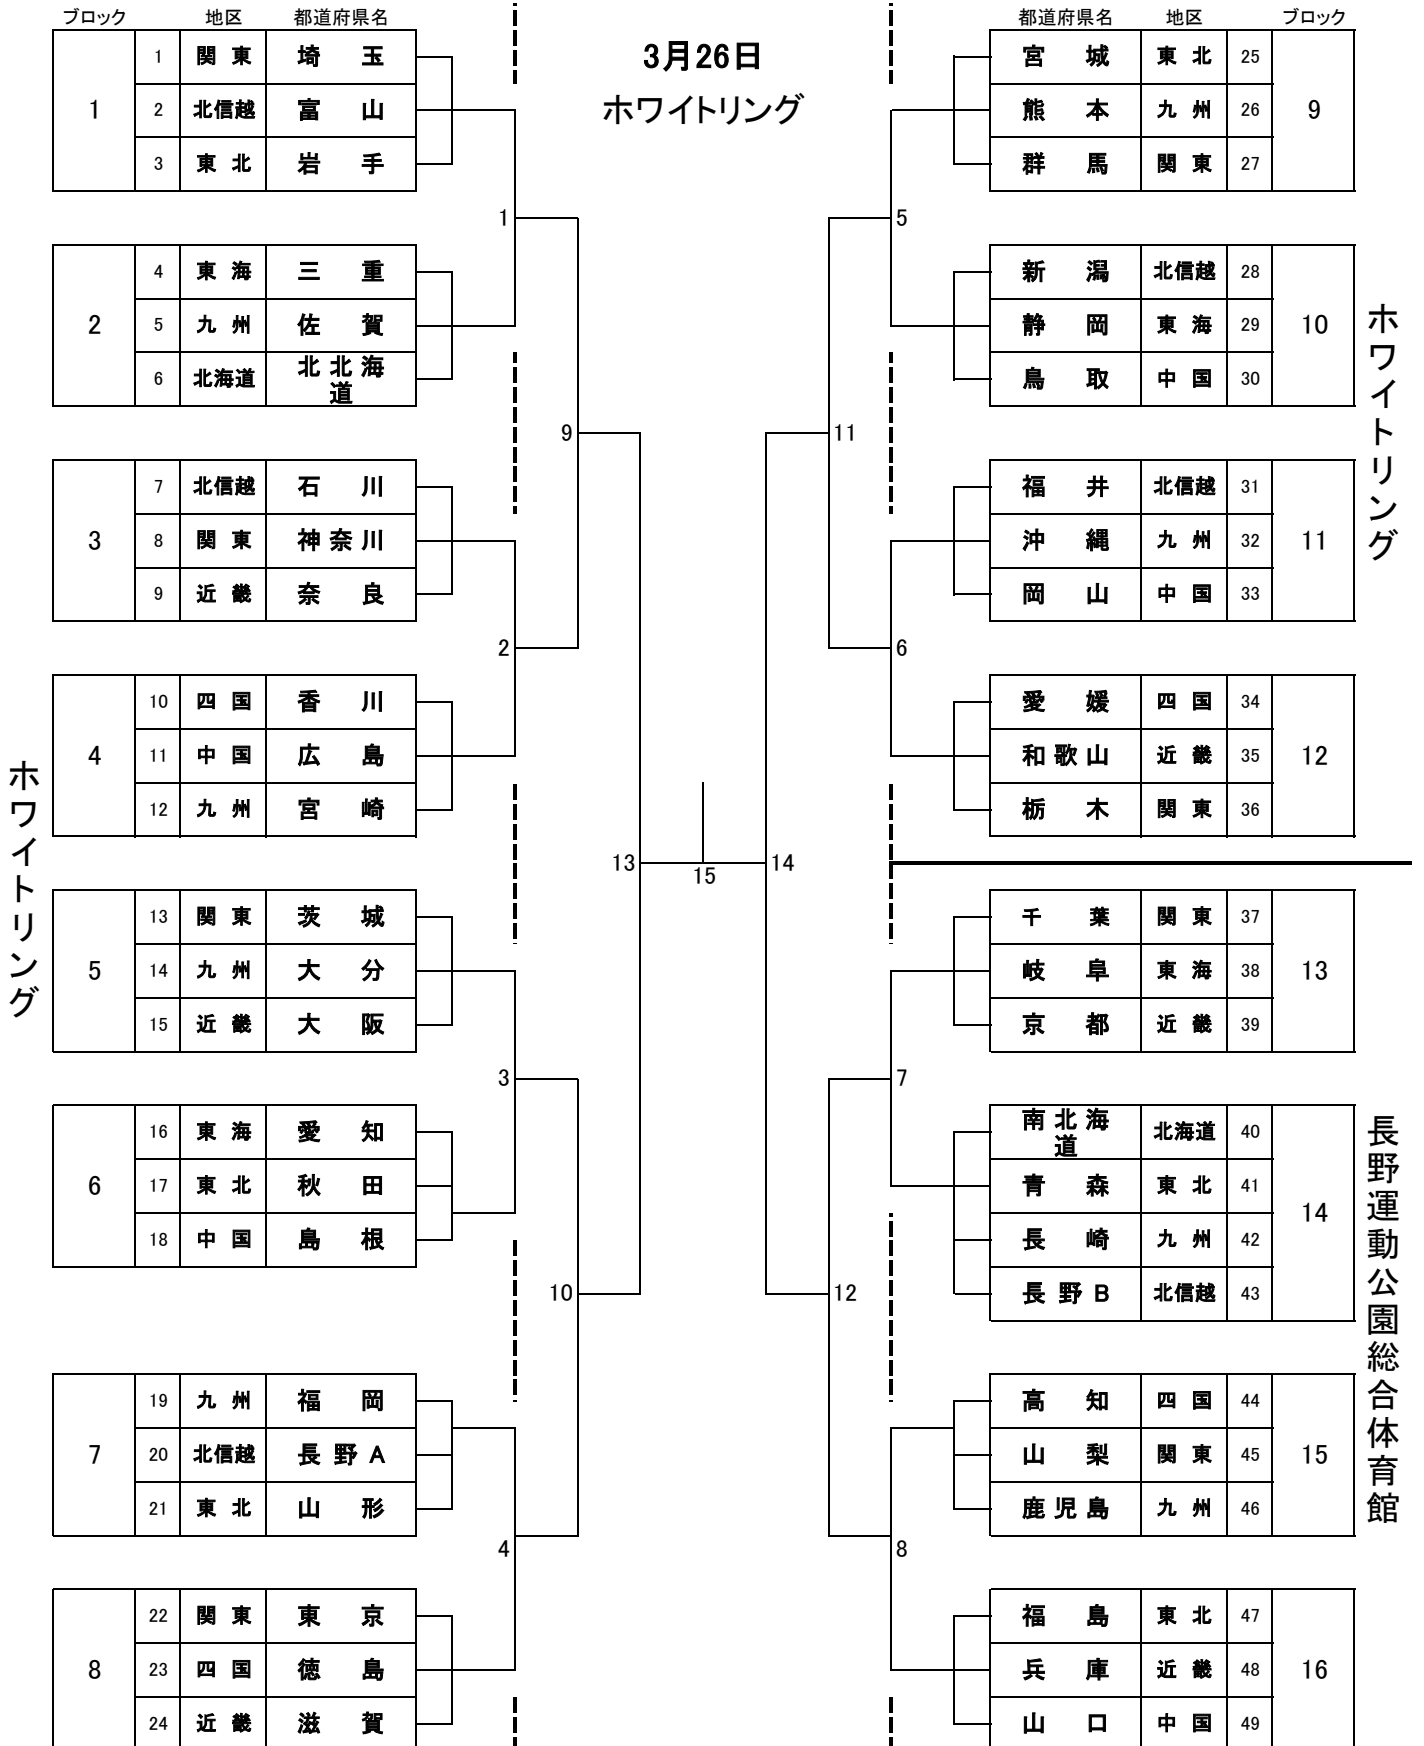 ブロック 地区 都道府県名
1
1 関東 埼玉
2 北信越 富山
3 東北 岩手
2
4 東海 三重
5 九州 佐賀
6 北海道 北北海道
3
7 北信越 石川
8 関東 神奈川
9 近畿 奈良
4
10 四国 香川
11 中国 広島
12 九州 宮崎
5
13 関東 茨城
14 九州 大分
15 近畿 大阪
6
16 東海 愛知
17 東北 秋田
18 中国 島根
7
19 九州 福岡
20 北信越 長野A
21 東北 山形
8
22 関東 東京
23 四国 徳島
24 近畿 滋賀
ホワイトリング
1
2
3
4
9
10
13
3月26日
ホワイトリング
15
14
11
12
5
6
7
8
都道府県名 地区 ブロック
宮城 東北 25
熊本 九州 26
群馬 関東 27
9
新潟 北信越 28
静岡 東海 29
鳥取 中国 30
10
福井 北信越 31
沖縄 九州 32
岡山 中国 33
11
愛媛 四国 34
和歌山 近畿 35
栃木 関東 36
12
ホワイトリング
千葉 関東 37
岐阜 東海 38
京都 近畿 39
13
南北海道 北海道 40
青森 東北 41
長崎 九州 42
長野B 北信越 43
14
高知 四国 44
山梨 関東 45
鹿児島 九州 46
15
福島 東北 47
兵庫 近畿 48
山口 中国 49
16
長野運動公園総合体育館